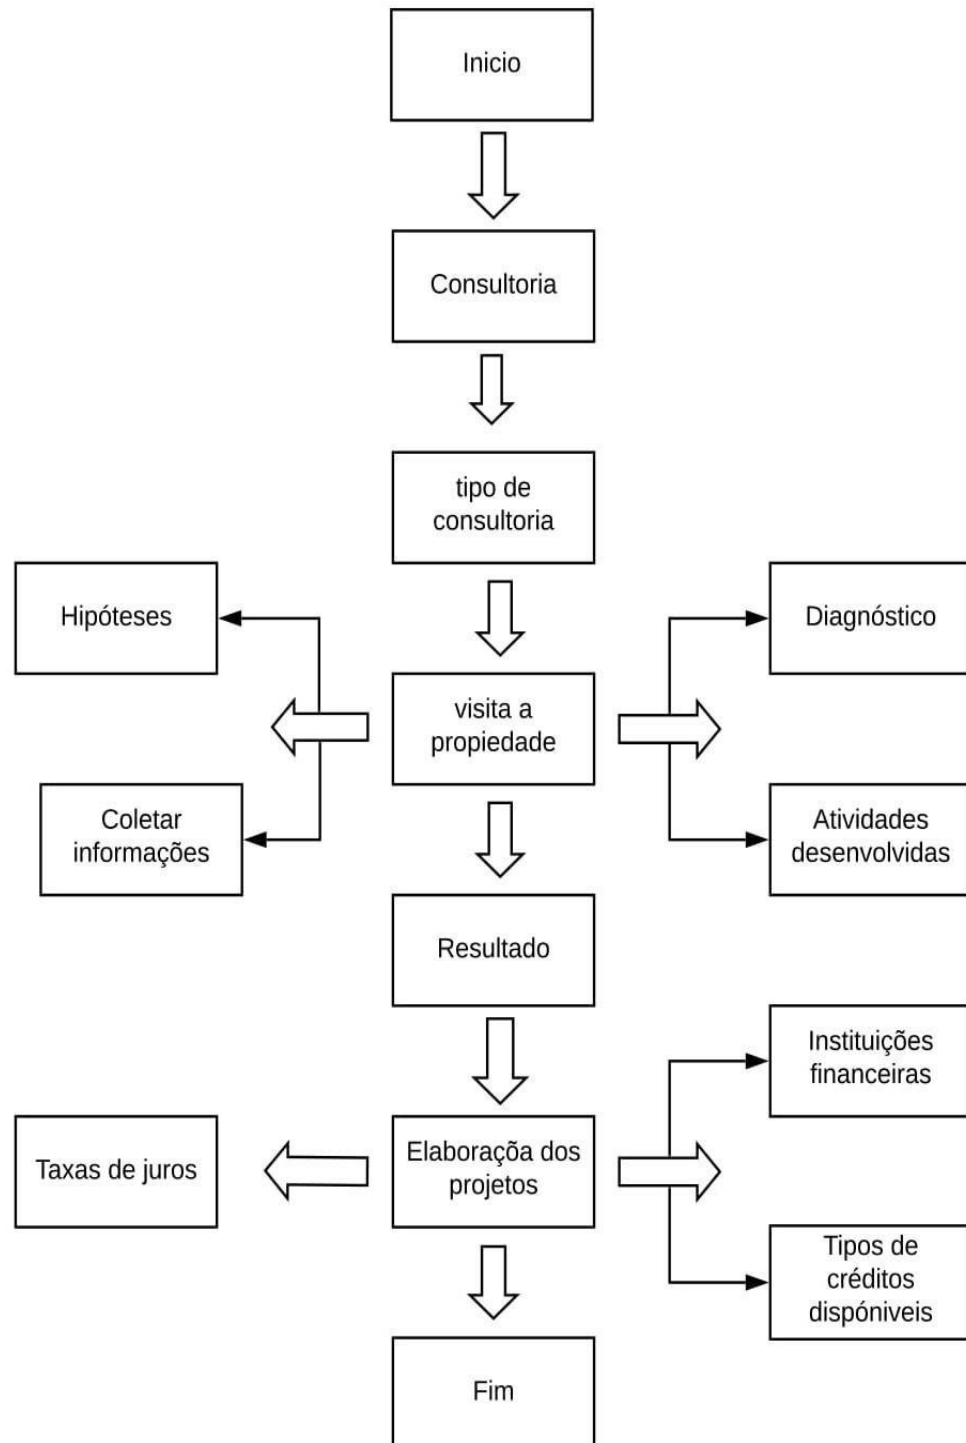 Inicio
Consultoria
tipo de
consultoria
Hipóteses
Diagnóstico
visita a
propiedade
Coletar
informações
Atividades
desenvolvidas
Resultado
Instituições
financeiras
Taxas de juros
Elaboraçõa dos
projetos
Tipos de
créditos
dispóniveis
Fim